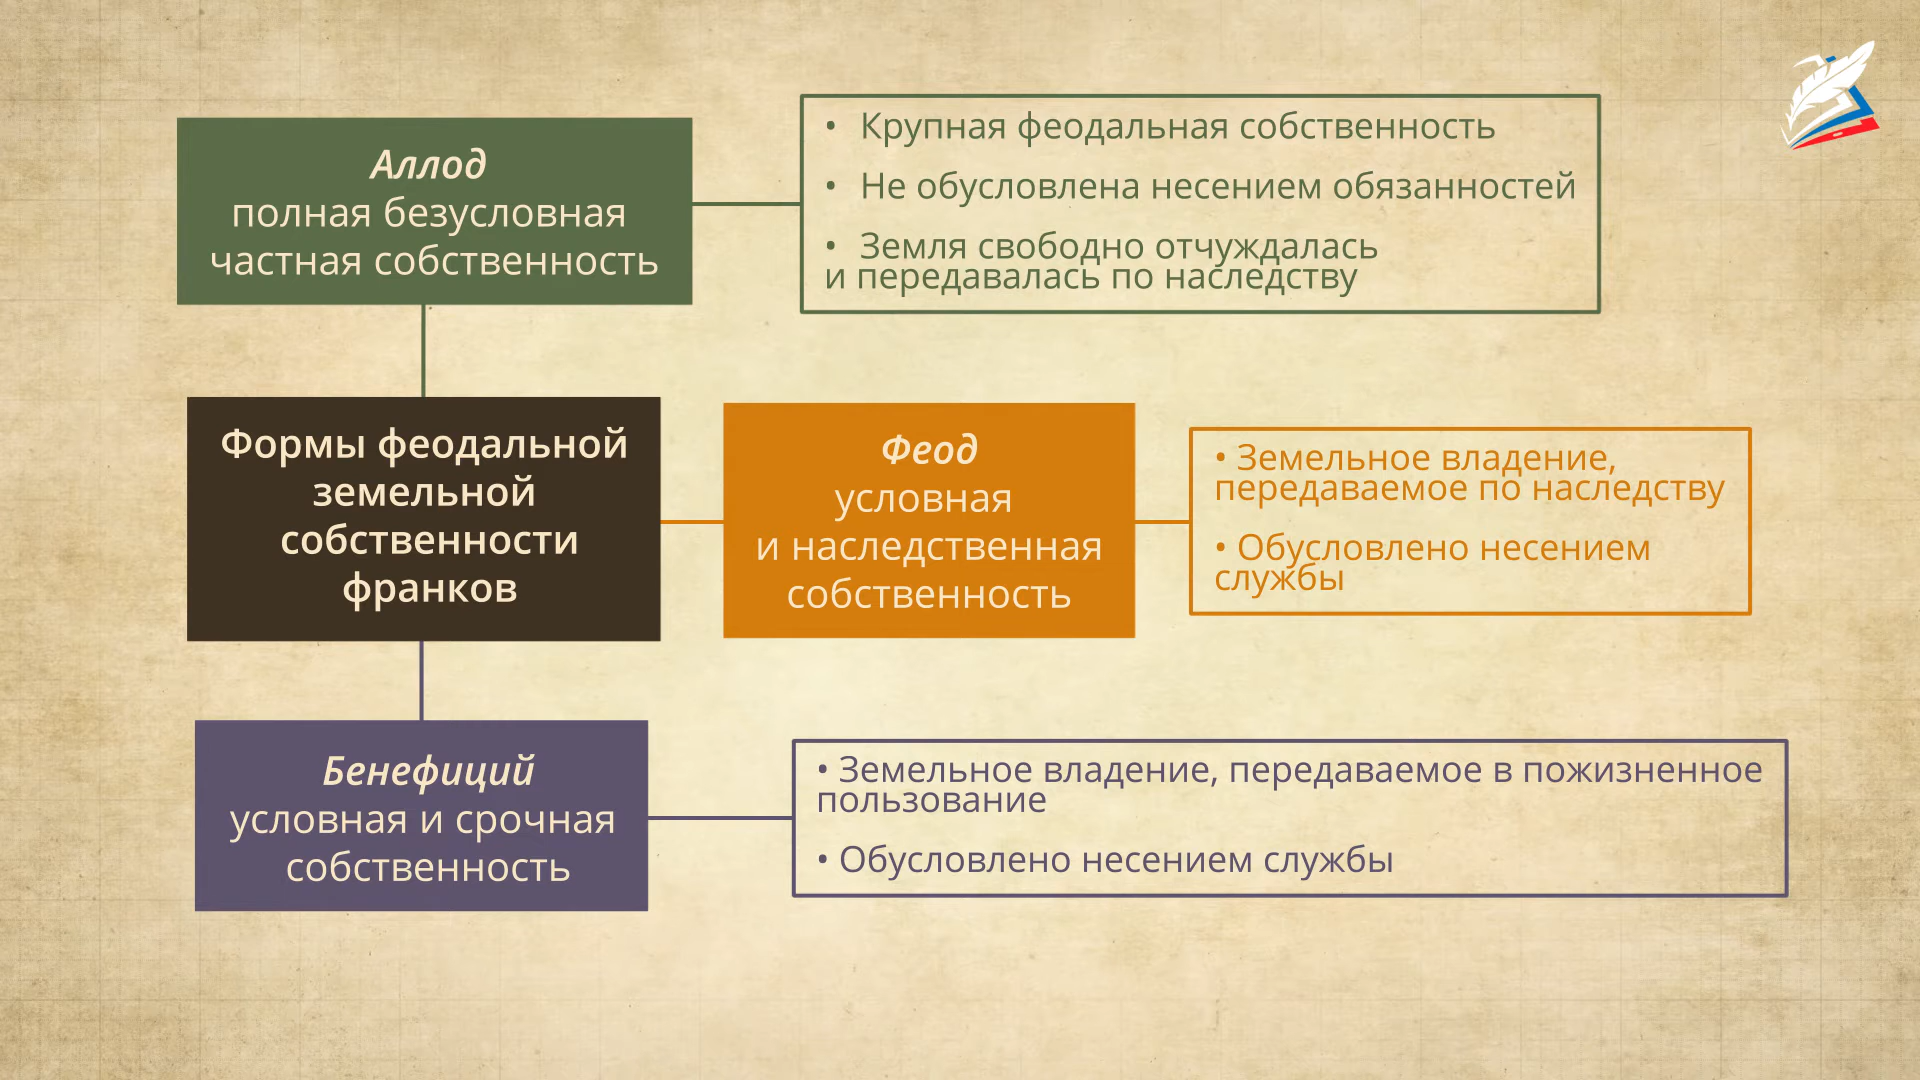 Аллод
полная безусловная
частная собственность
• Крупная феодальная собственность
• Не обусловлена несением обязанностей
• Земля свободно отчуждалась
и передавалась по наследству
Формы феодальной
земельной
собственности
франков
Феод
условная
и наследственная
собственность
• Земельное владение,
передаваемое по наследству
• Обусловлено несением
службы
Бенефиций
условная и срочная
собственность
• Земельное владение, передаваемое в пожизненное
пользование
• Обусловлено несением службы